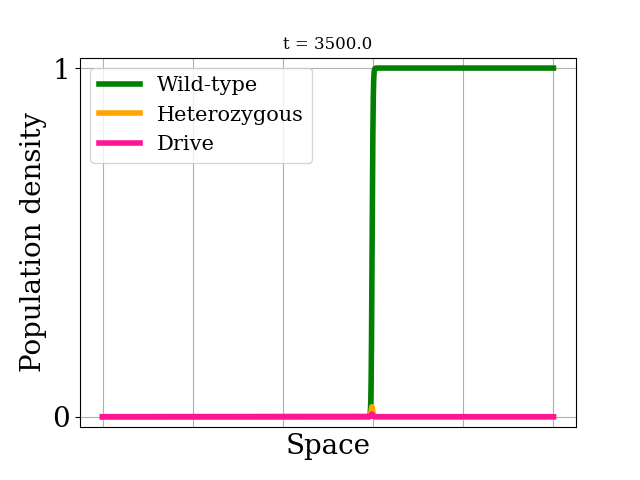 t = 3500.0
1
Wild-type
Heterozygous
Drive
Population density
0
Space